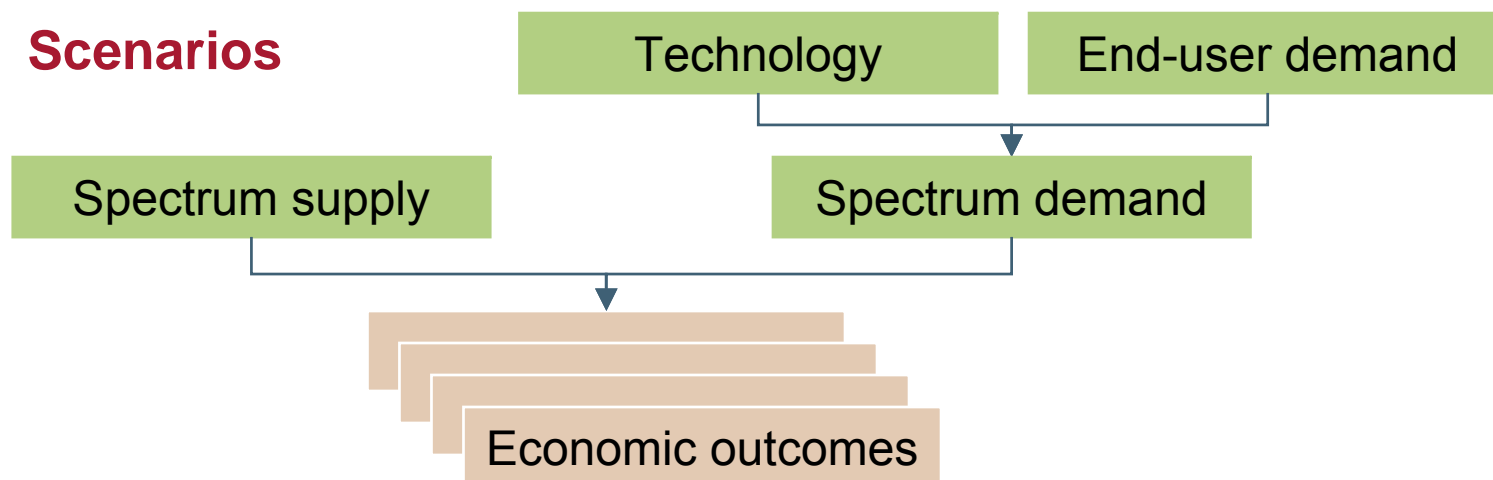 Scenarios
Technology
End-user demand
Spectrum supply
Spectrum demand
Economic outcomes